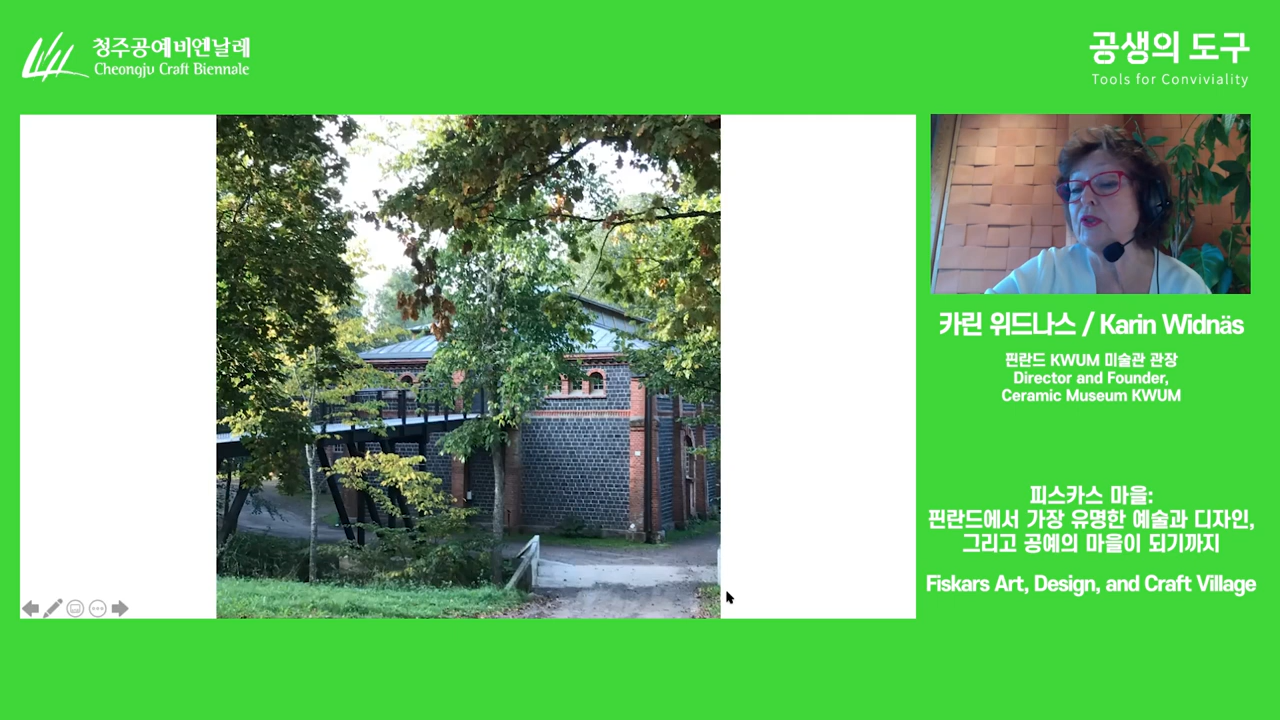 청주공예비엔날레
Cheongju Craft Biennale
공생의 도구
Tools for Conviviality
카린 위드나스 / Karin Widnäs
핀란드 KWUM 미술관 관장
Director and Founder,
Ceramic Museum KWUM
피스카스 마을:
핀란드에서 가장 유명한 예술과 디자인,
그리고 공예의 마을이 되기까지
Fiskars Art, Design, and Craft Village